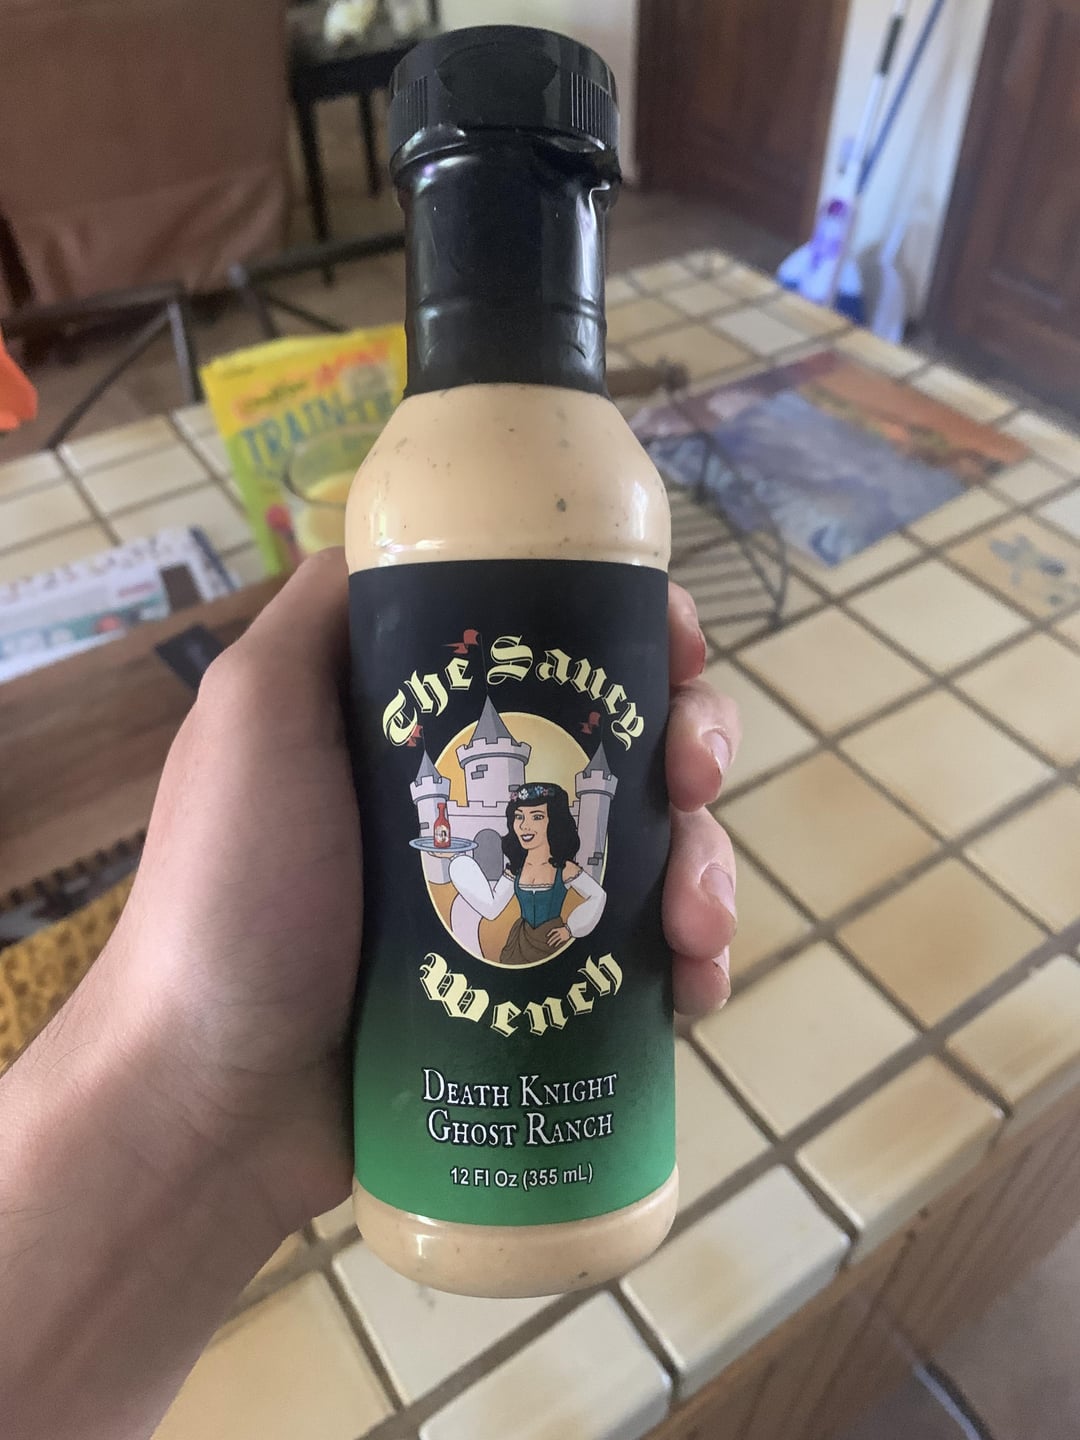 The Saucy
Wench
DEATH KNIGHT
GHOST RANCH
12 Fl Oz (355 mL)